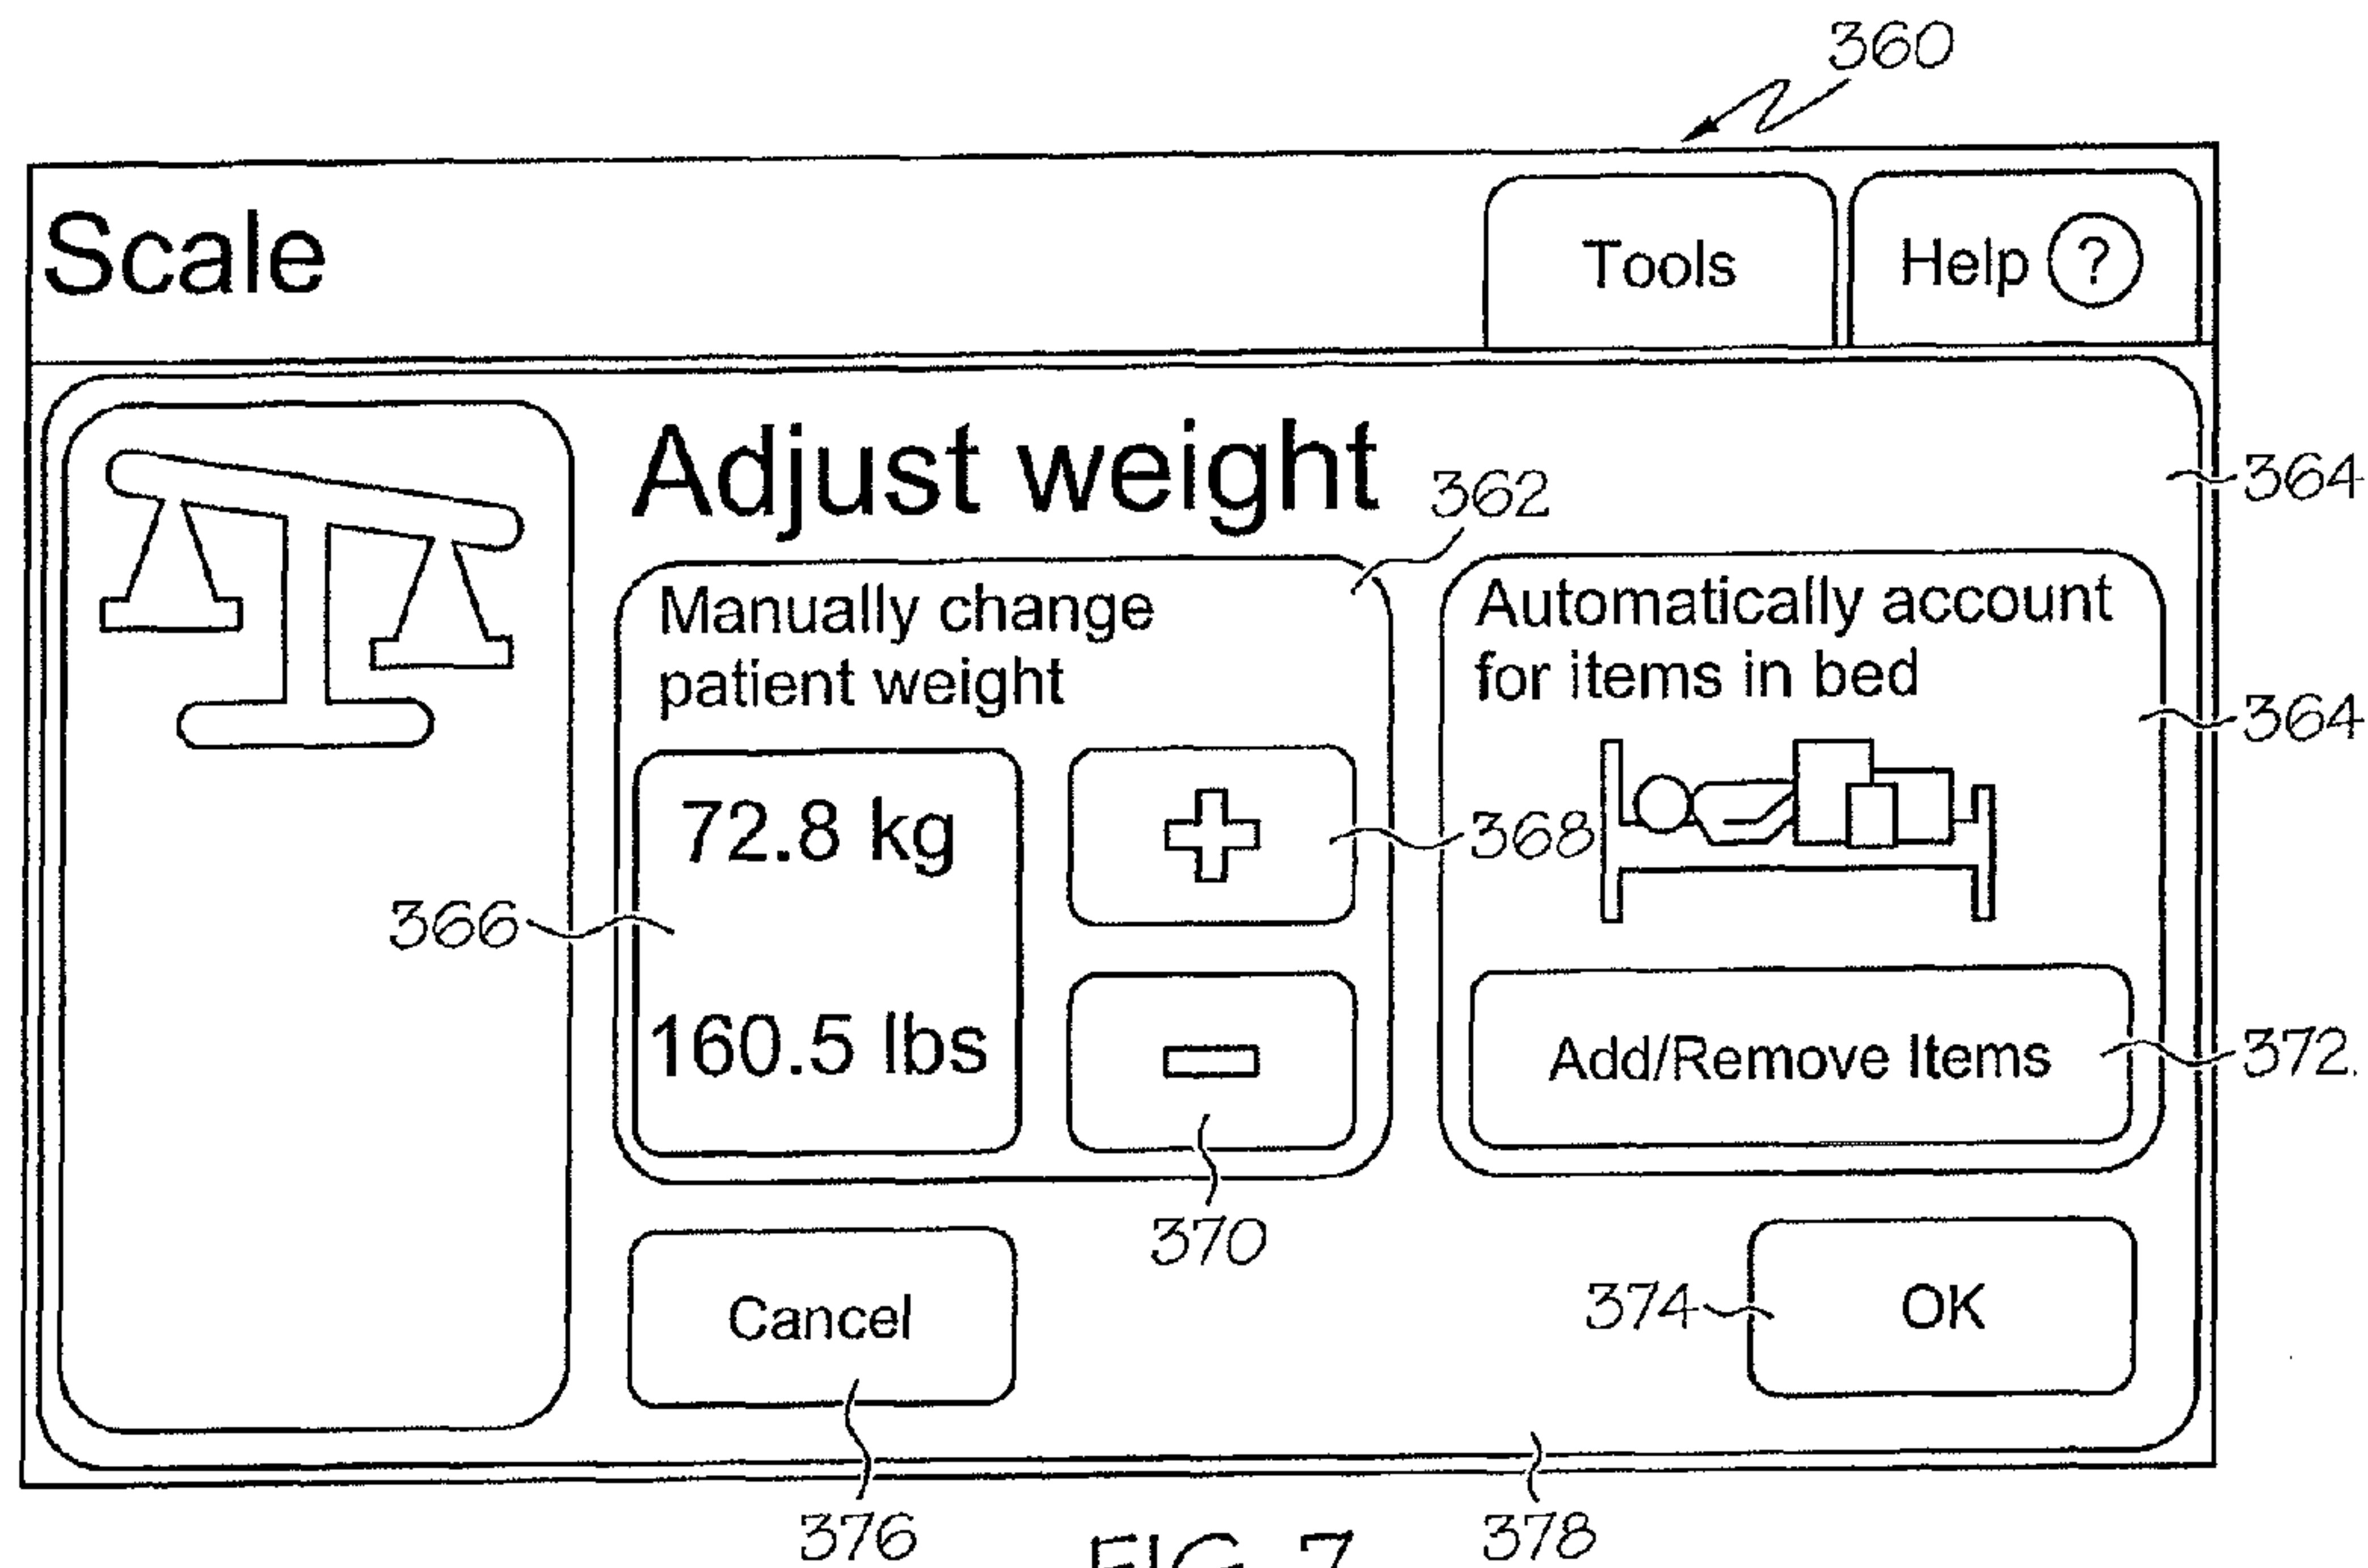 360
Scale
Tools
Help ?
Adjust weight
362
364
Manually change
patient weight
Automatically account
for items in bed
364
72.8 kg
368
366
160.5 lbs
Add/Remove Items
372
370
Cancel
374
OK
376
378
FIG. 7